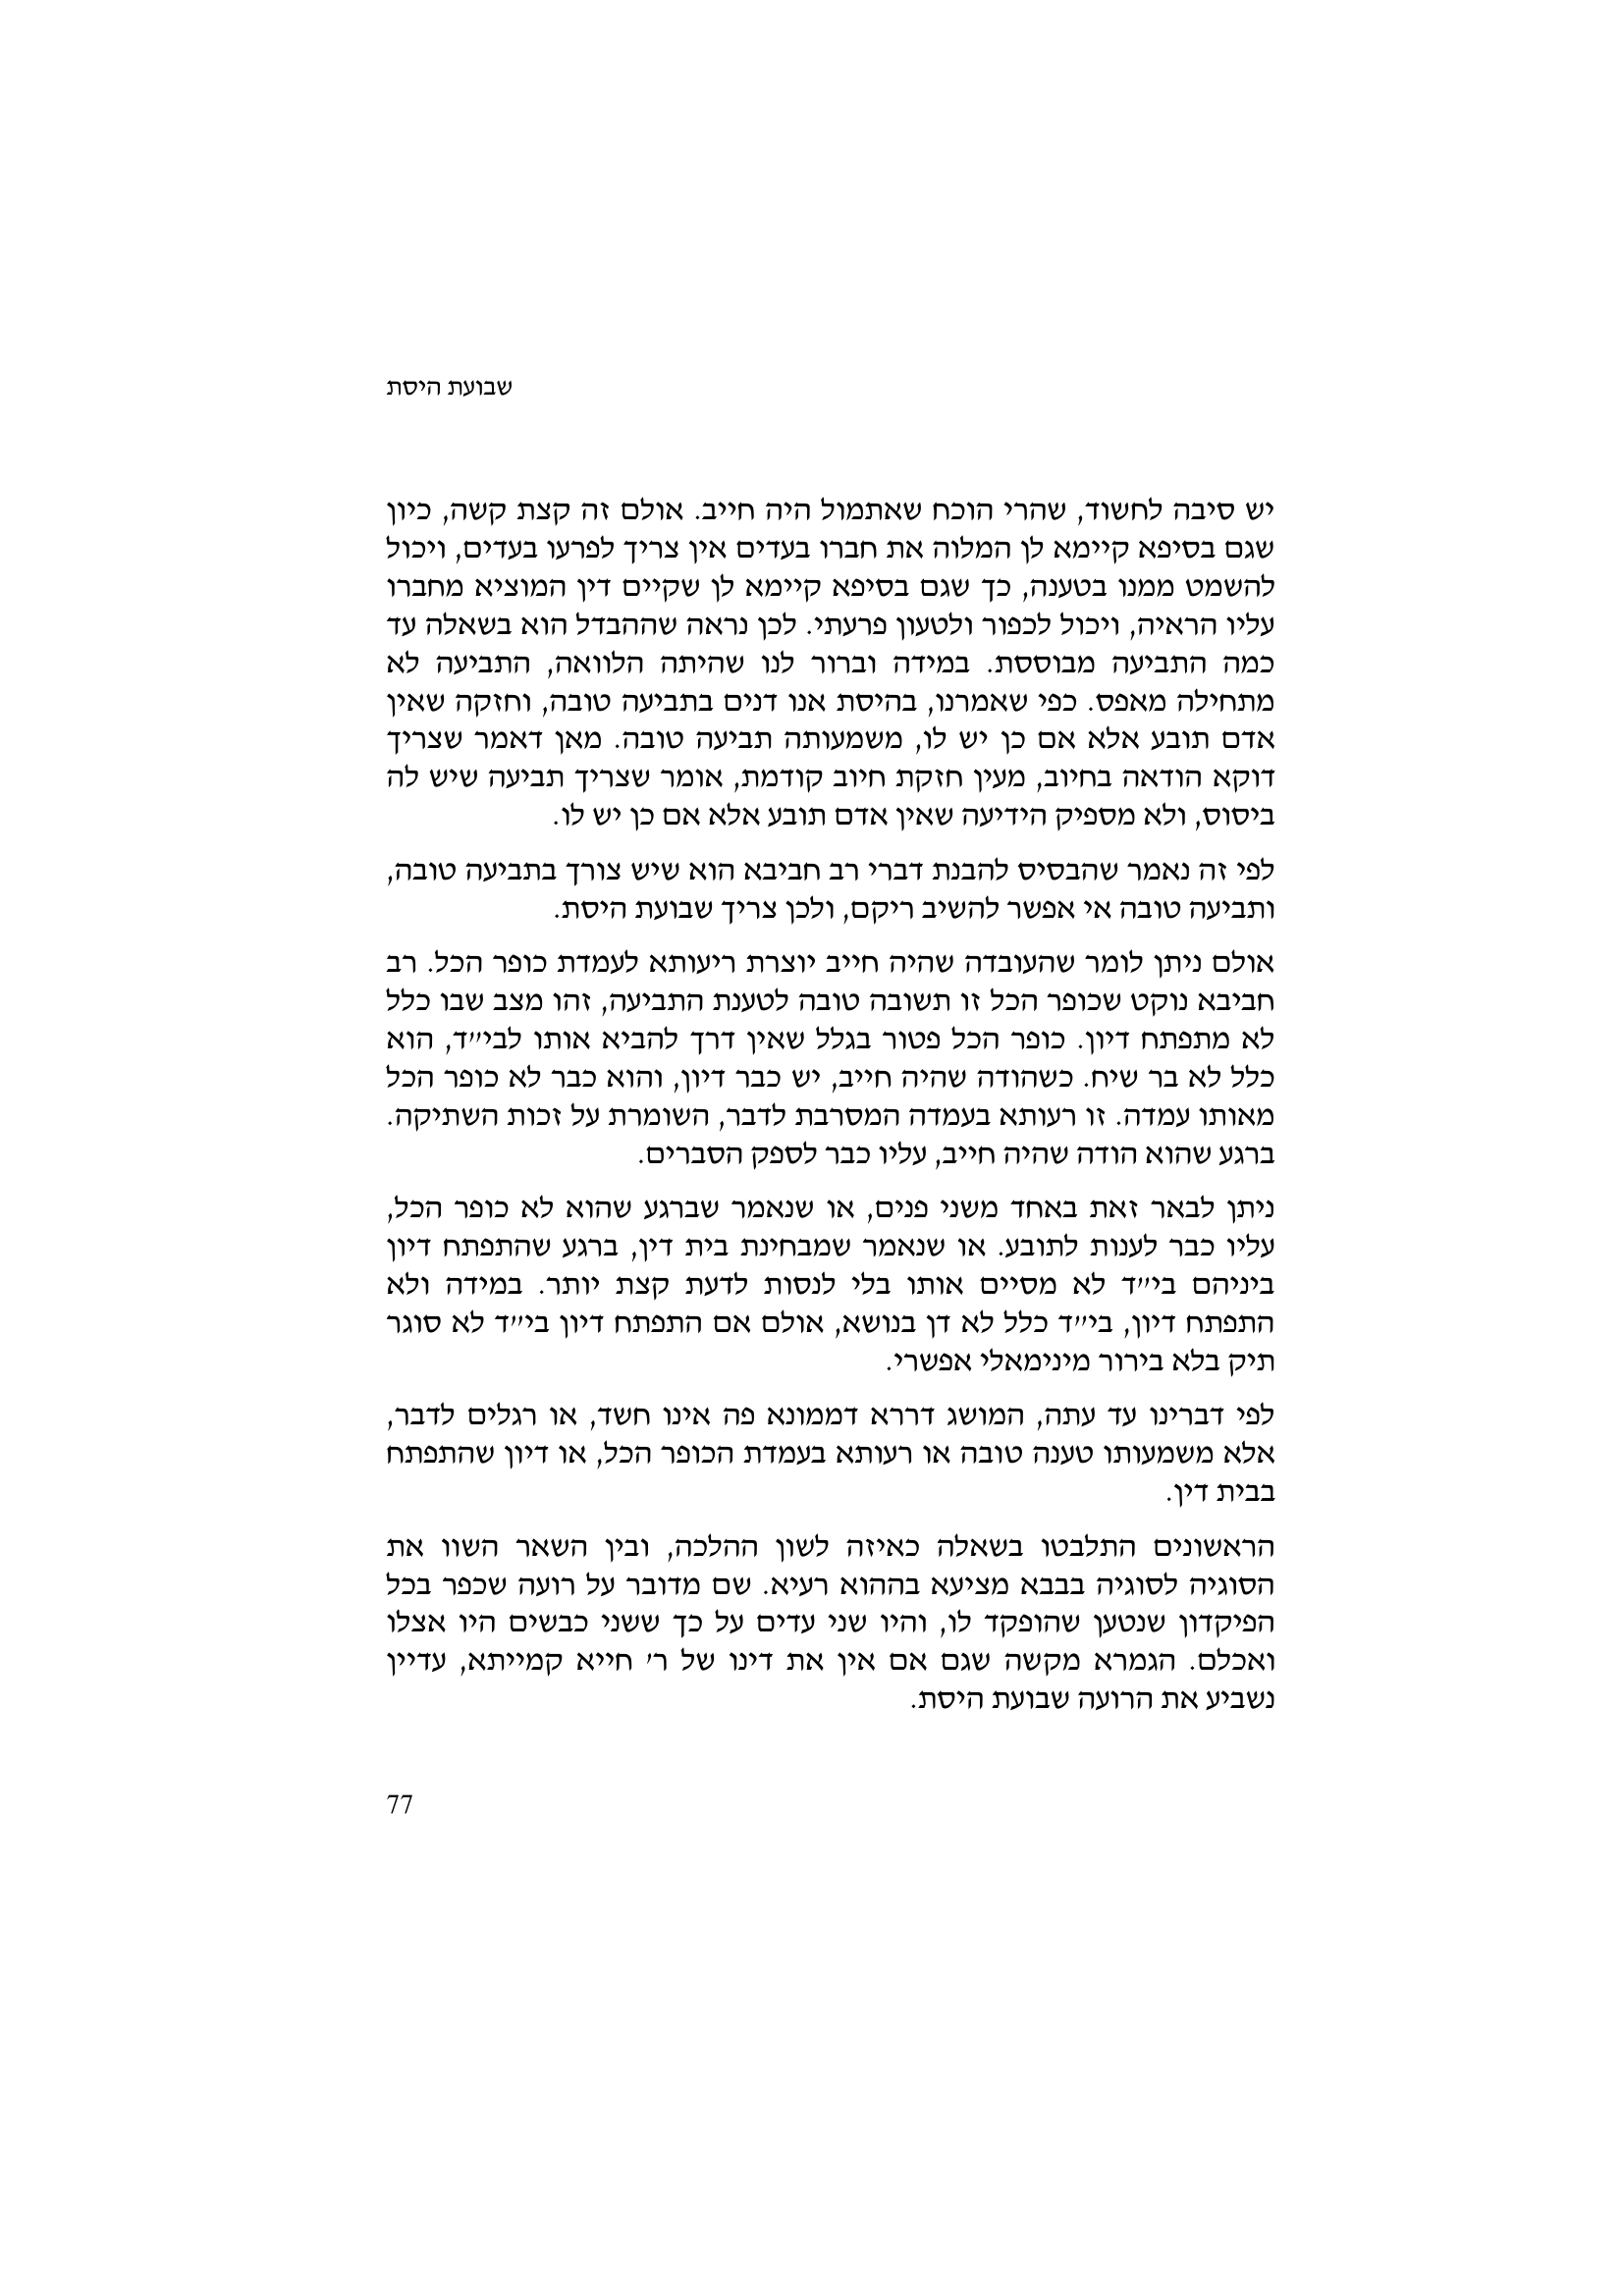 שבועת היסת
יש סיבה לחשוד, שהרי הוכח שאתמול היה חייב. אולם זה קצת קשה, כיון
שגם בסיפא קיימא לן המלוה את חברו בעדים אין צריך לפרעו בעדים, ויכול
להשמט ממנו בטענה, כך שגם בסיפא קיימא לן שקיים דין המוציא מחברו
עליו הראיה, ויכול לכפור ולטעון פרעתי. לכן נראה שההבדל הוא בשאלה עד
כמה התביעה מבוססת. במידה וברור לנו שהיתה הלוואה, התביעה לא
מתחילה מאפס. כפי שאמרנו, בהיסת אנו דנים בתביעה טובה, וחזקה שאין
אדם תובע אלא אם כן יש לו, משמעותה תביעה טובה. מאן דאמר שצריך
דוקא הודאה בחיוב, מעין חזקת חיוב קודמת, אומר שצריך תביעה שיש לה
ביסוס, ולא מספיק הידיעה שאין אדם תובע אלא אם כן יש לו.
לפי זה נאמר שהבסיס להבנת דברי רב חביבא הוא שיש צורך בתביעה טובה,
ותביעה טובה אי אפשר להשיב ריקם, ולכן צריך שבועת היסת.
אולם ניתן לומר שהעובדה שהיה חייב יוצרת ריעותא לעמדת כופר הכל. רב
חביבא נוקט שכופר הכל זו תשובה טובה לטענת התביעה, זהו מצב שבו כלל
לא מתפתח דיון. כופר הכל פטור בגלל שאין דרך להביא אותו לבי״ד, הוא
כלל לא בר שיח. כשהודה שהיה חייב, יש כבר דיון, והוא כבר לא כופר הכל
מאותו עמדה. זו רעותא בעמדה המסרבת לדבר, השומרת על זכות השתיקה.
ברגע שהוא הודה שהיה חייב, עליו כבר לספק הסברים.
ניתן לבאר זאת באחד משני פנים, או שנאמר שברגע שהוא לא כופר הכל,
עליו כבר לענות לתובע. או שנאמר שמבחינת בית דין, ברגע שהתפתח דיון
ביניהם בי״ד לא מסיים אותו בלי לנסות לדעת קצת יותר. במידה ולא
התפתח דיון, בי״ד כלל לא דן בנושא, אולם אם התפתח דיון בי״ד לא סוגר
תיק בלא בירור מינימאלי אפשרי.
לפי דברינו עד עתה, המושג דררא דממונא פה אינו חשד, או רגלים לדבר,
אלא משמעותו טענה טובה או רעותא בעמדת הכופר הכל, או דיון שהתפתח
בבית דין.
הראשונים התלבטו בשאלה כאיזה לשון ההלכה, ובין השאר השוו את
הסוגיה לסוגיה בבבא מציעא בההוא רעיא. שם מדובר על רועה שכפר בכל
הפיקדון שנטען שהופקד לו, והיו שני עדים על כך ששני כבשים היו אצלו
ואכלם. הגמרא מקשה שגם אם אין את דינו של ר׳ חייא קמייתא, עדיין
נשביע את הרועה שבועת היסת.
77